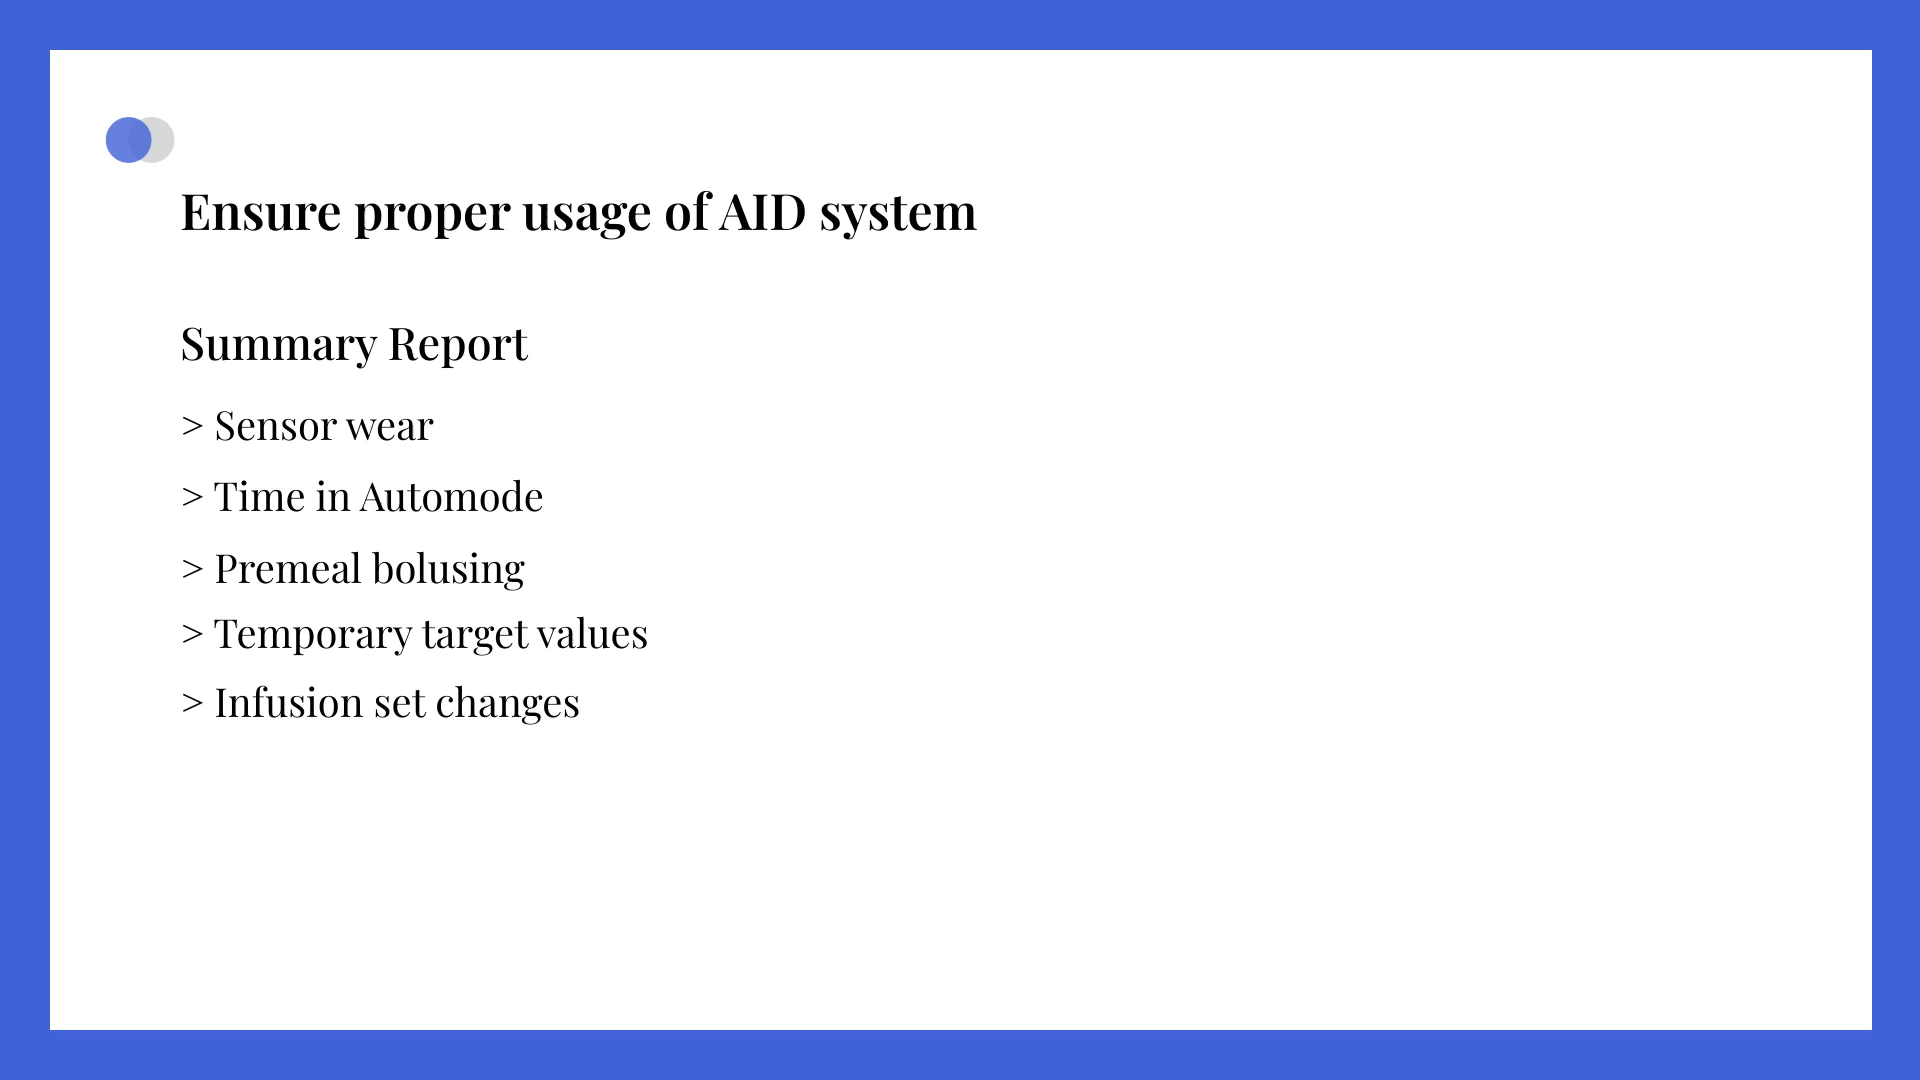 Ensure proper usage of AID system
Summary Report
> Sensor wear
> Time in Automode
> Premeal bolusing
> Temporary target values
> Infusion set changes